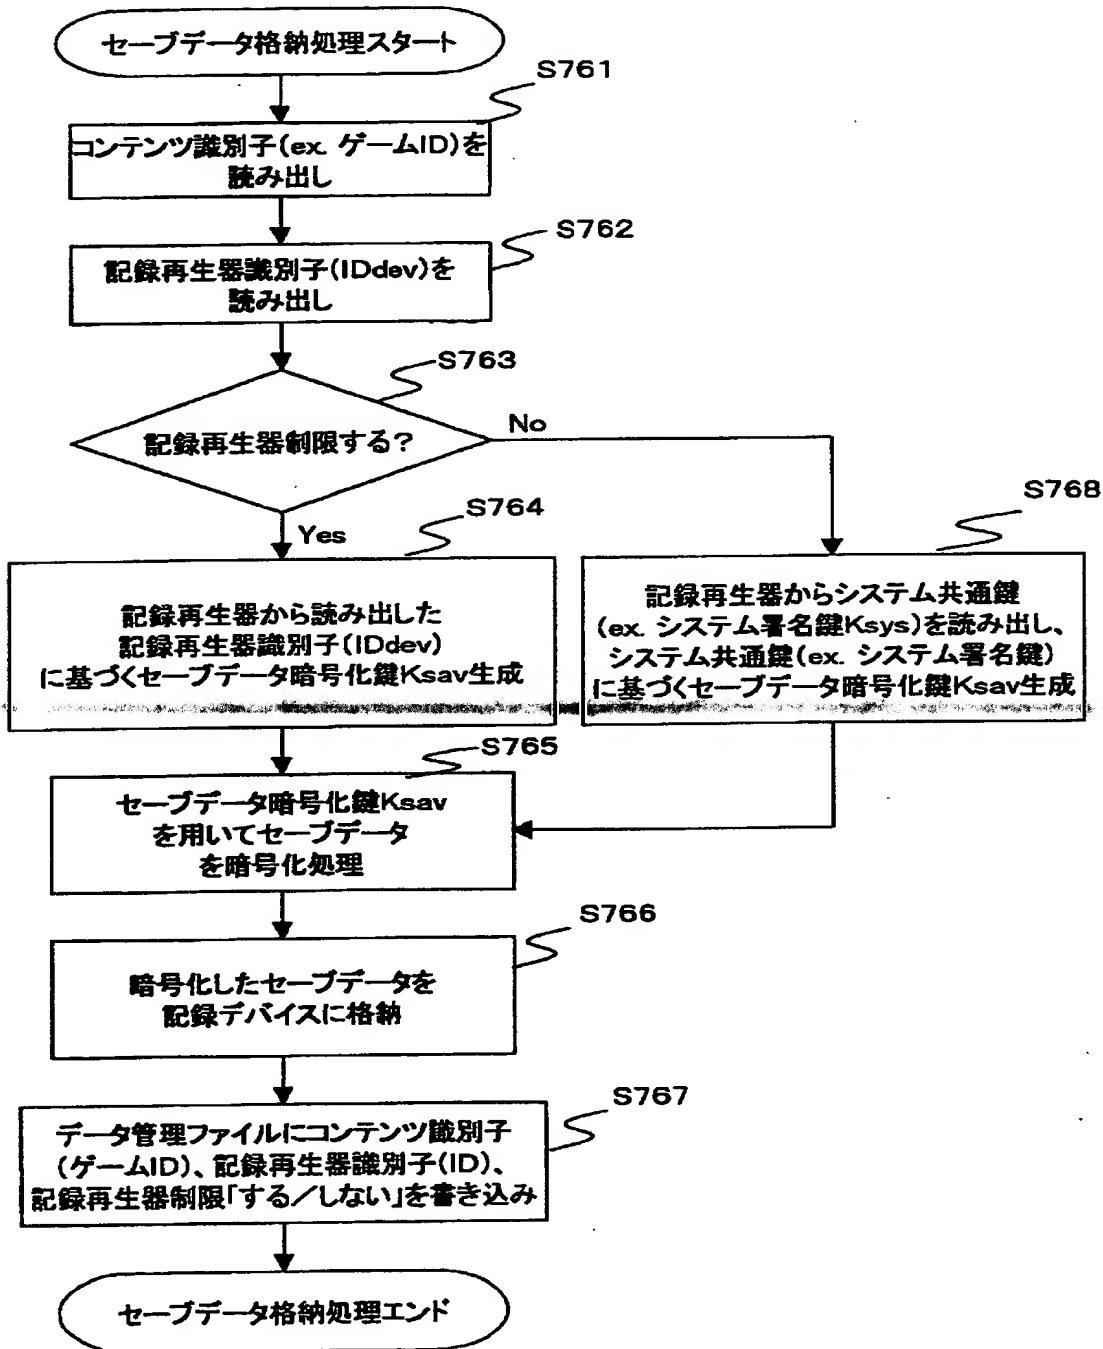 セーブデータ格納処理スタート
S761
コンテンツ識別子(ex. ゲームID)を
読み出し
S762
記録再生器識別子(IDdev)を
読み出し
S763
記録再生器制限する?
No
Yes
S764
記録再生器から読み出した
記録再生器識別子(IDdev)
に基づくセーブデータ暗号化鍵Ksav生成
S768
記録再生器からシステム共通鍵
(ex. システム署名鍵Ksys)を読み出し、
システム共通鍵(ex. システム署名鍵)
に基づくセーブデータ暗号化鍵Ksav生成
S765
セーブデータ暗号化鍵Ksav
を用いてセーブデータ
を暗号化処理
S766
暗号化したセーブデータを
記録デバイスに格納
S767
データ管理ファイルにコンテンツ識別子
(ゲームID)、記録再生器識別子(ID)、
記録再生器制限「する/しない」を書き込み
セーブデータ格納処理エンド